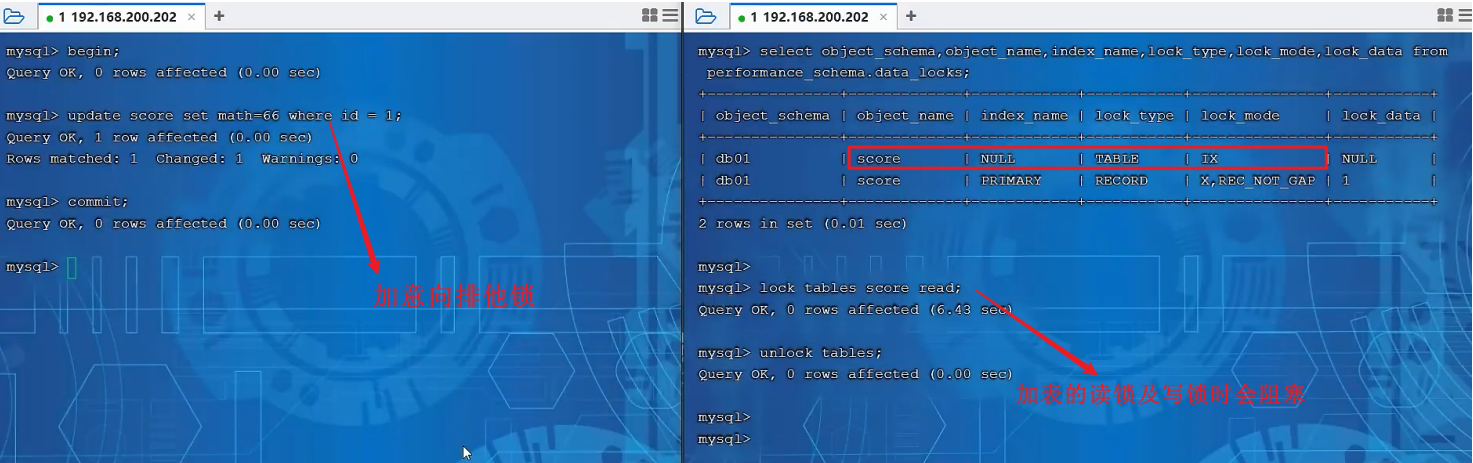 1 192.168.200.202 × +
mysql> begin;
Query OK, 0 rows affected (0.00 sec)
mysql> update score set math=66 where id = 1;
Query OK, 1 row affected (0.00 sec)
Rows matched: 1  Changed: 1  Warnings: 0
mysql> commit;
Query OK, 0 rows affected (0.00 sec)
mysql>
加意向排他锁
1 192.168.200.202 × +
mysql> select object_schema,object_name,index_name,lock_type,lock_mode,lock_data from
performance_schema.data_locks;
+---------------+-------------+------------+-----------+---------------+-----------+
| object_schema | object_name | index_name | lock_type | lock_mode     | lock_data |
+---------------+-------------+------------+-----------+---------------+-----------+
| db01          | score       | NULL       | TABLE     | IX            | NULL      |
| db01          | score       | PRIMARY    | RECORD    | X,REC_NOT_GAP | 1         |
+---------------+-------------+------------+-----------+---------------+-----------+
2 rows in set (0.01 sec)
mysql>
mysql> lock tables score read;
Query OK, 0 rows affected (6.43 sec)
mysql> unlock tables;
Query OK, 0 rows affected (0.00 sec)
加表的读锁及写锁时会阻塞
mysql>
mysql>